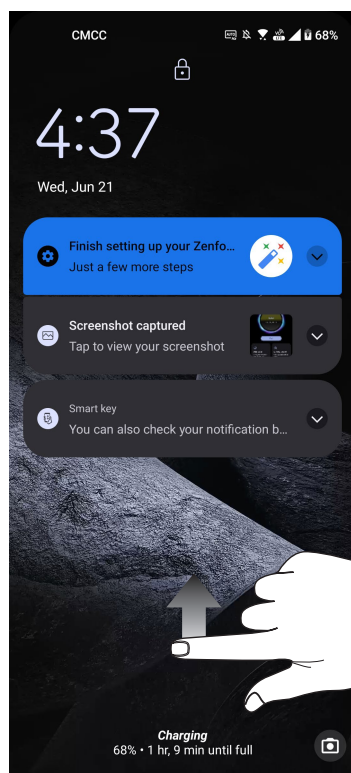 CMCC
68%
4:37
Wed, Jun 21
Finish setting up your Zenfo...
Just a few more steps
Screenshot captured
Tap to view your screenshot
Smart key
You can also check your notification b...
Charging
68% • 1 hr, 9 min until full